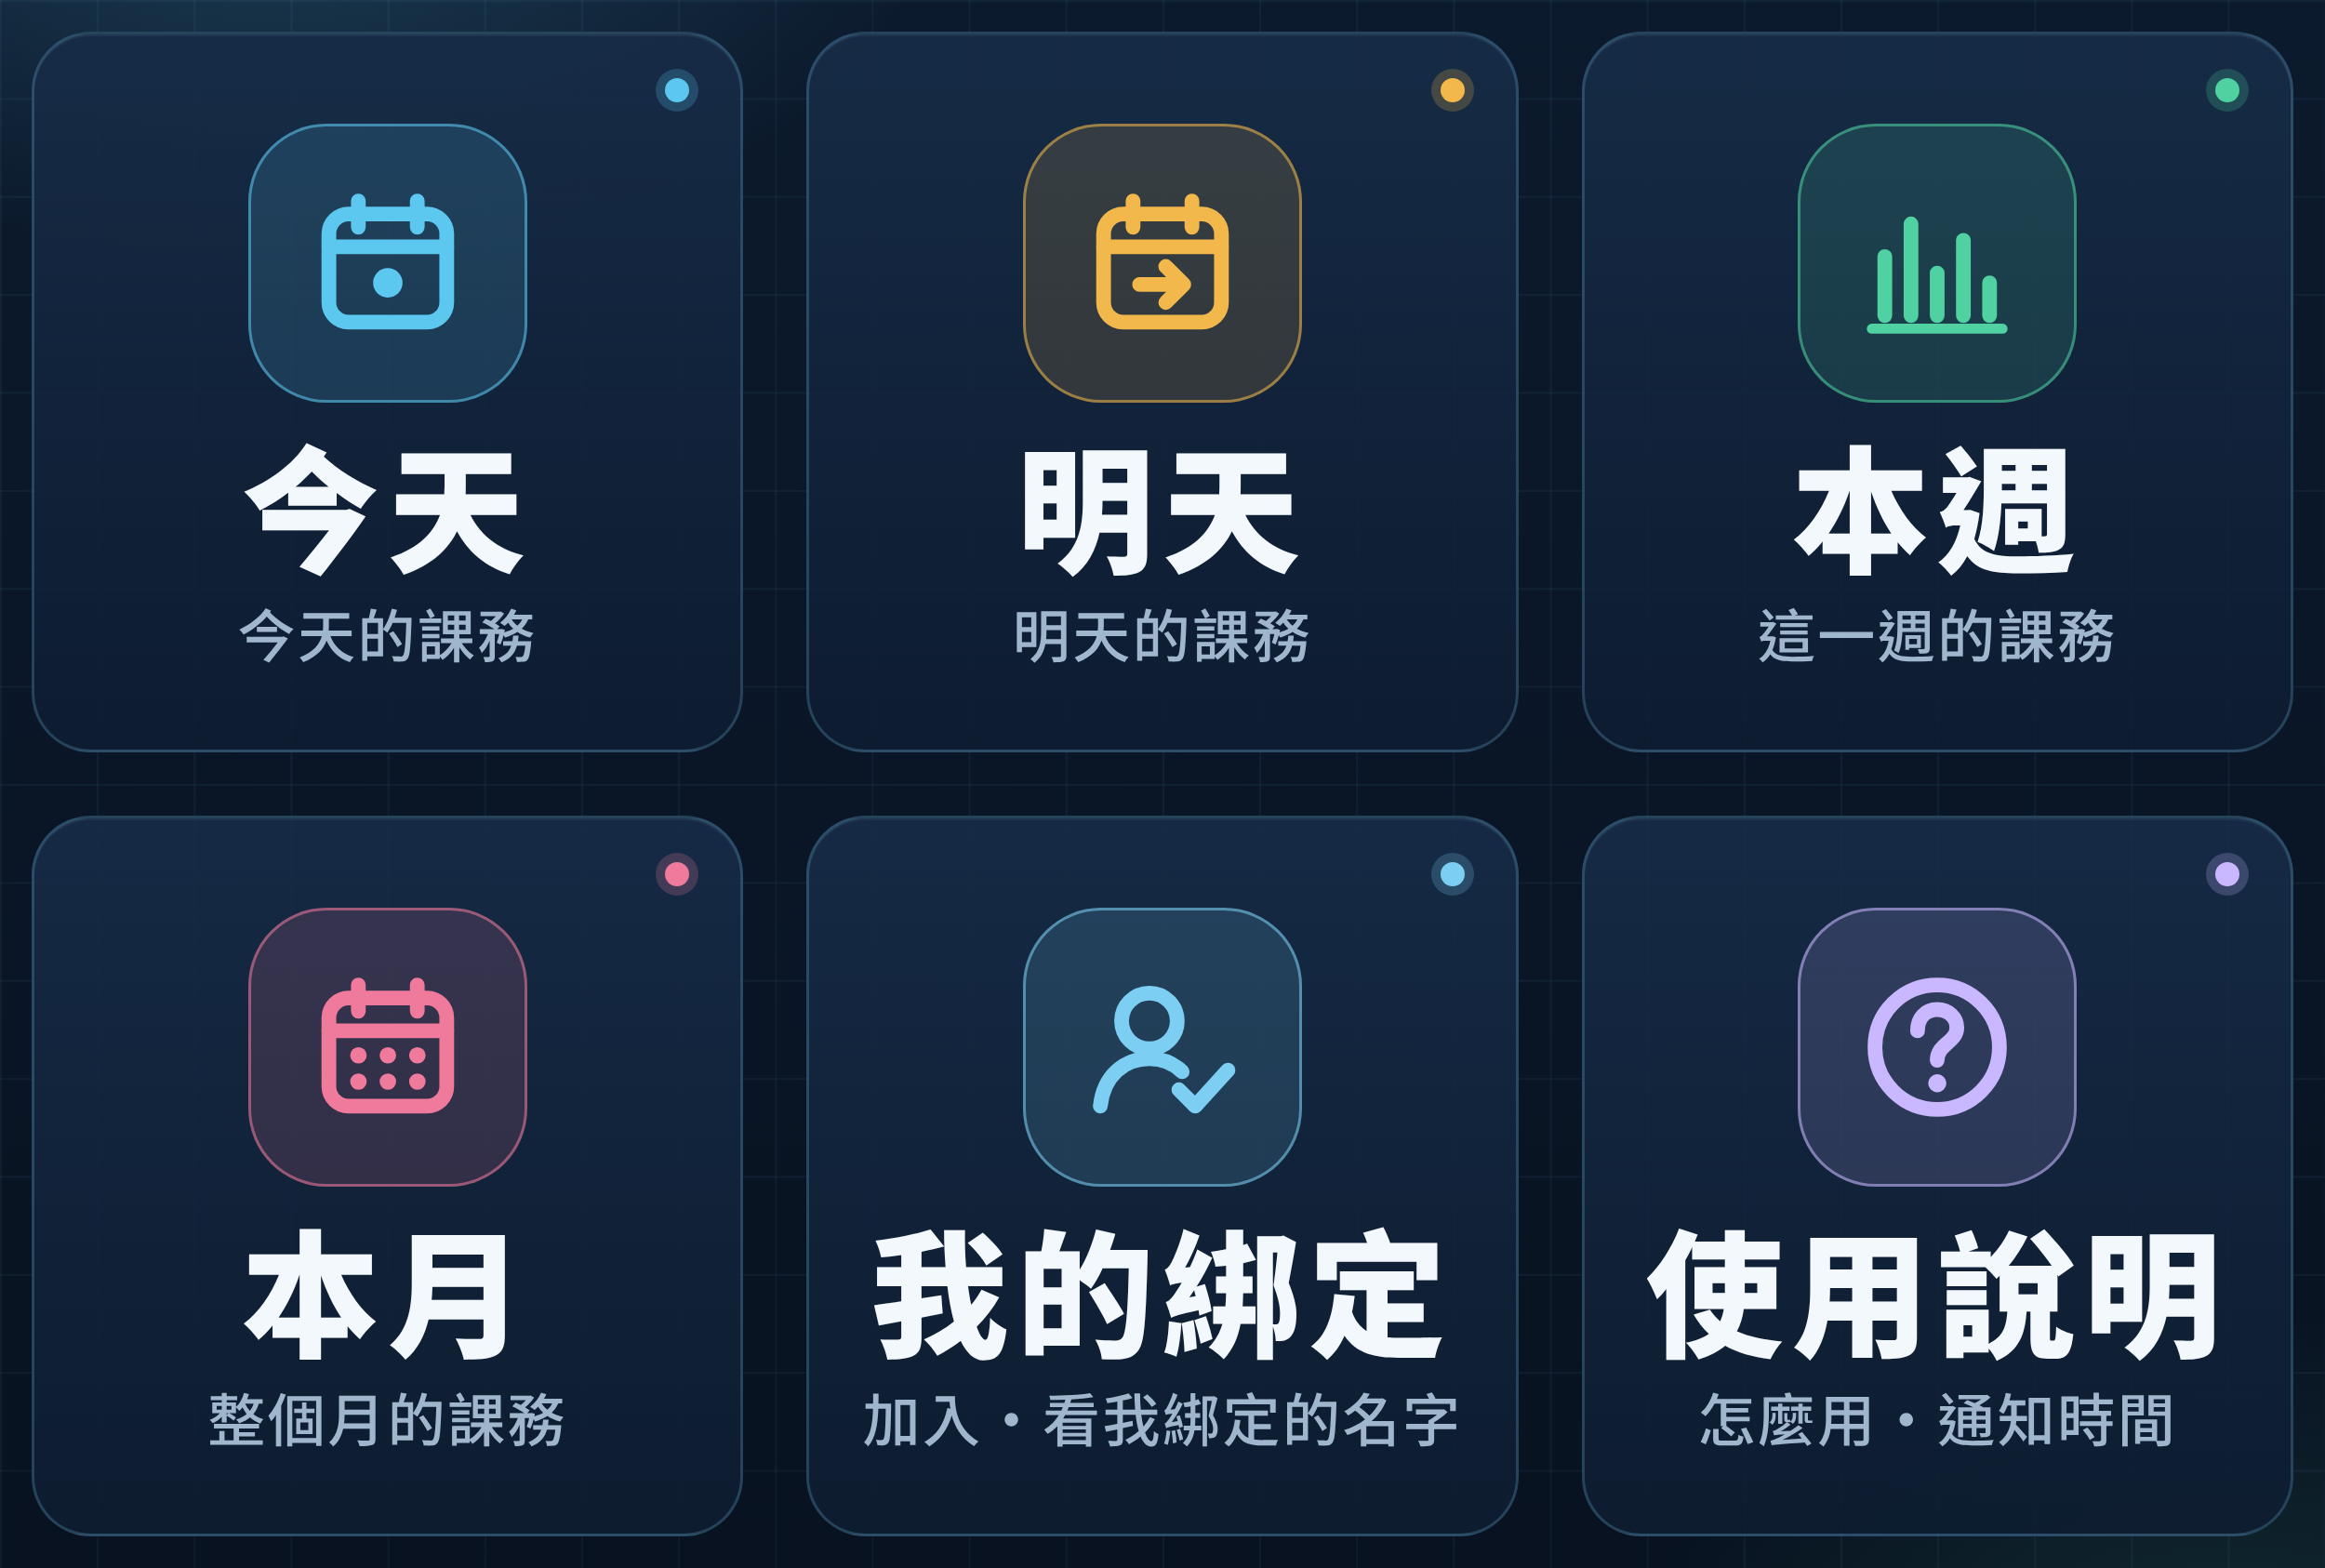 今天
今天的課務
明天
明天的課務
本週
這一週的課務
本月
整個月的課務
我的綁定
加入・看我綁定的名字
使用說明
怎麼用・通知時間